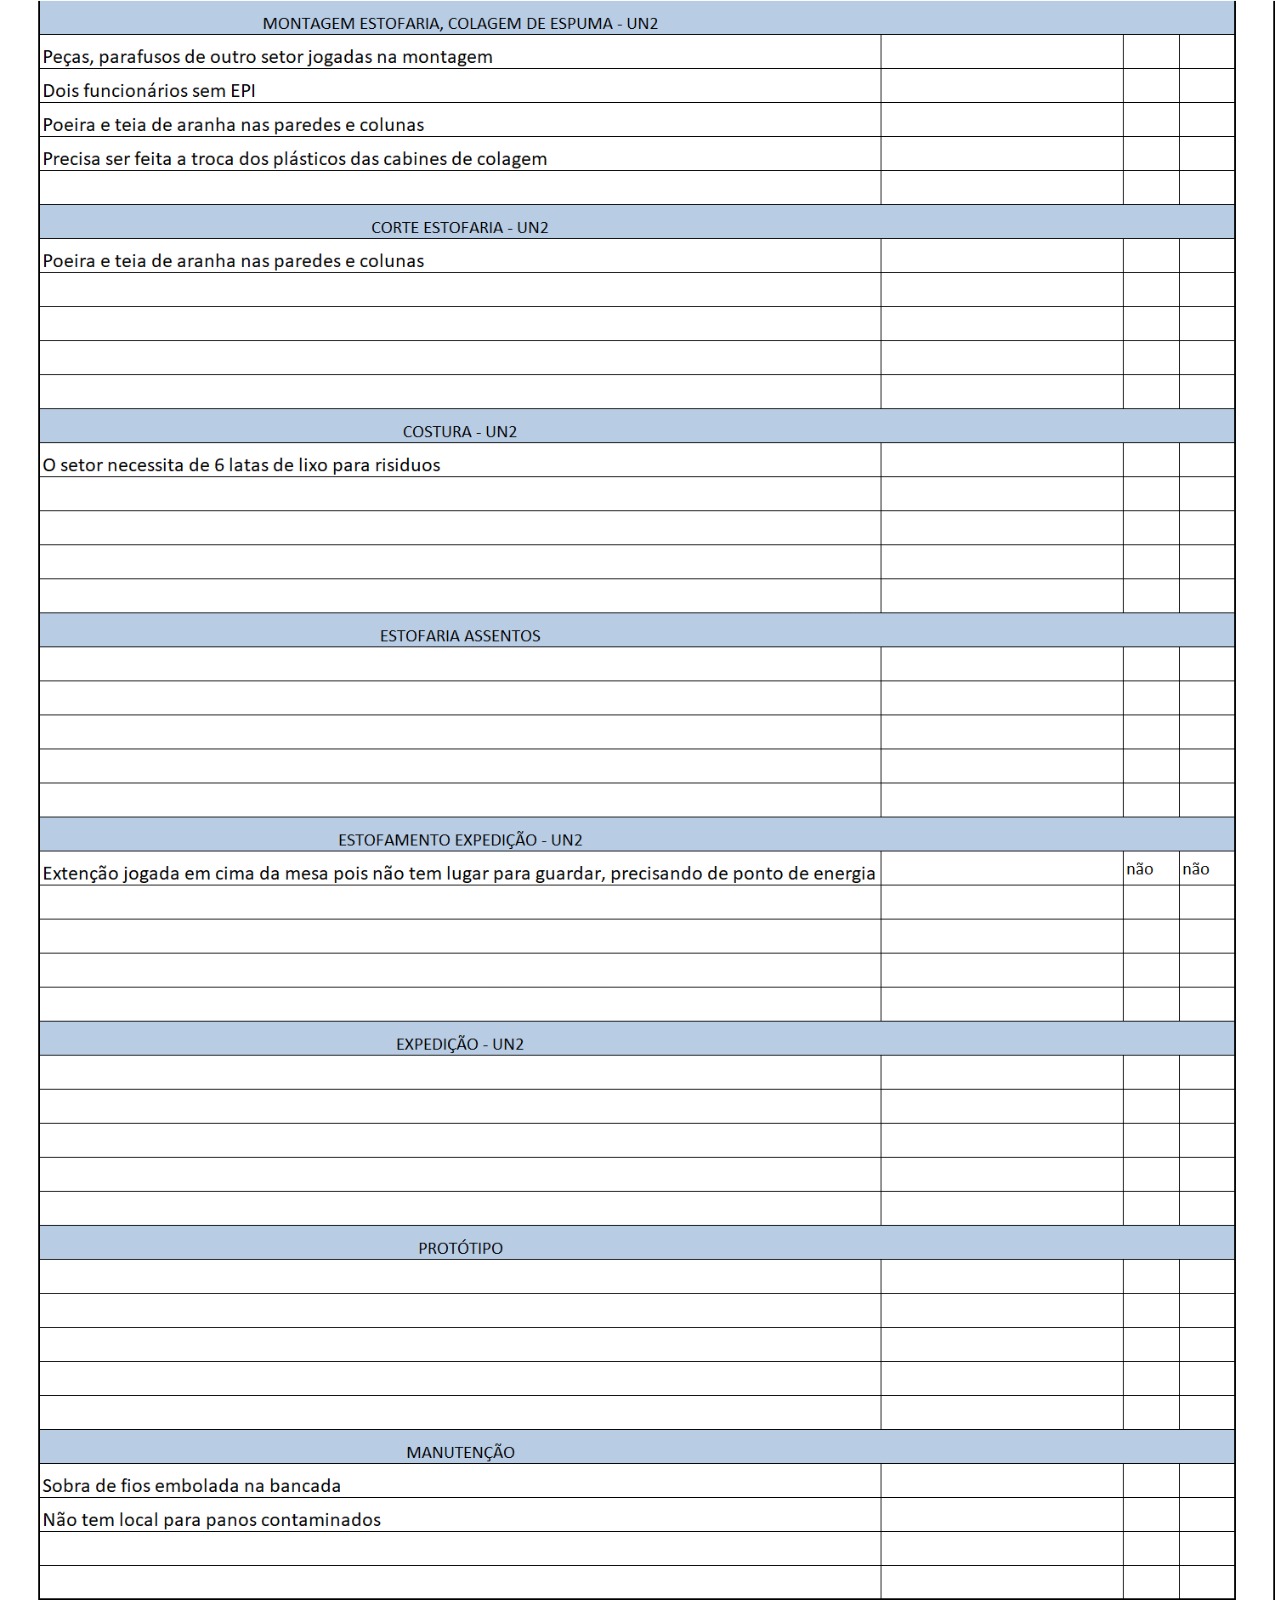 MONTAGEM ESTOFARIA, COLAGEM DE ESPUMA - UN2
Peças, parafusos de outro setor jogadas na montagem
Dois funcionários sem EPI
Poeira e teia de aranha nas paredes e colunas
Precisa ser feita a troca dos plásticos das cabines de colagem
CORTE ESTOFARIA - UN2
Poeira e teia de aranha nas paredes e colunas
COSTURA - UN2
O setor necessita de 6 latas de lixo para risiduos
ESTOFARIA ASSENTOS
ESTOFAMENTO EXPEDIÇÃO - UN2
Extenção jogada em cima da mesa pois não tem lugar para guardar, precisando de ponto de energia não não
EXPEDIÇÃO - UN2
PROTÓTIPO
MANUTENÇÃO
Sobra de fios embolada na bancada
Não tem local para panos contaminados